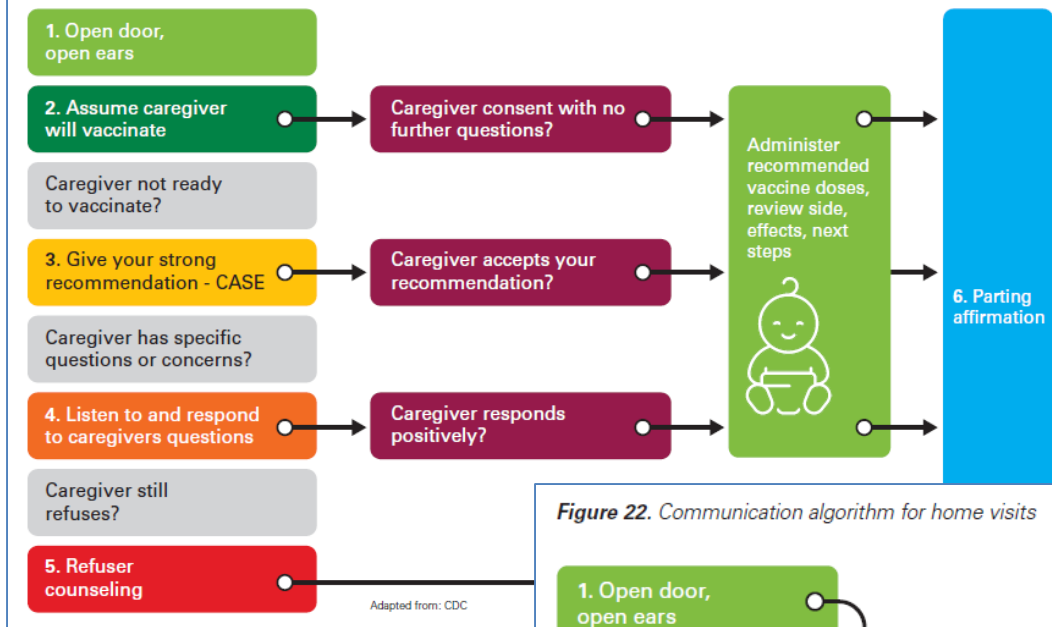 1. Open door,
open ears
2. Assume caregiver
will vaccinate
Caregiver consent with no
further questions?
Administer
recommended
vaccine doses,
review side,
effects, next
steps
Caregiver not ready
to vaccinate?
3. Give your strong
recommendation - CASE
Caregiver accepts your
recommendation?
6. Parting
affirmation
Caregiver has specific
questions or concerns?
4. Listen to and respond
to caregivers questions
Caregiver responds
positively?
Caregiver still
refuses?
5. Refuser
counseling
Adapted from: CDC
Figure 22. Communication algorithm for home visits
1. Open door,
open ears